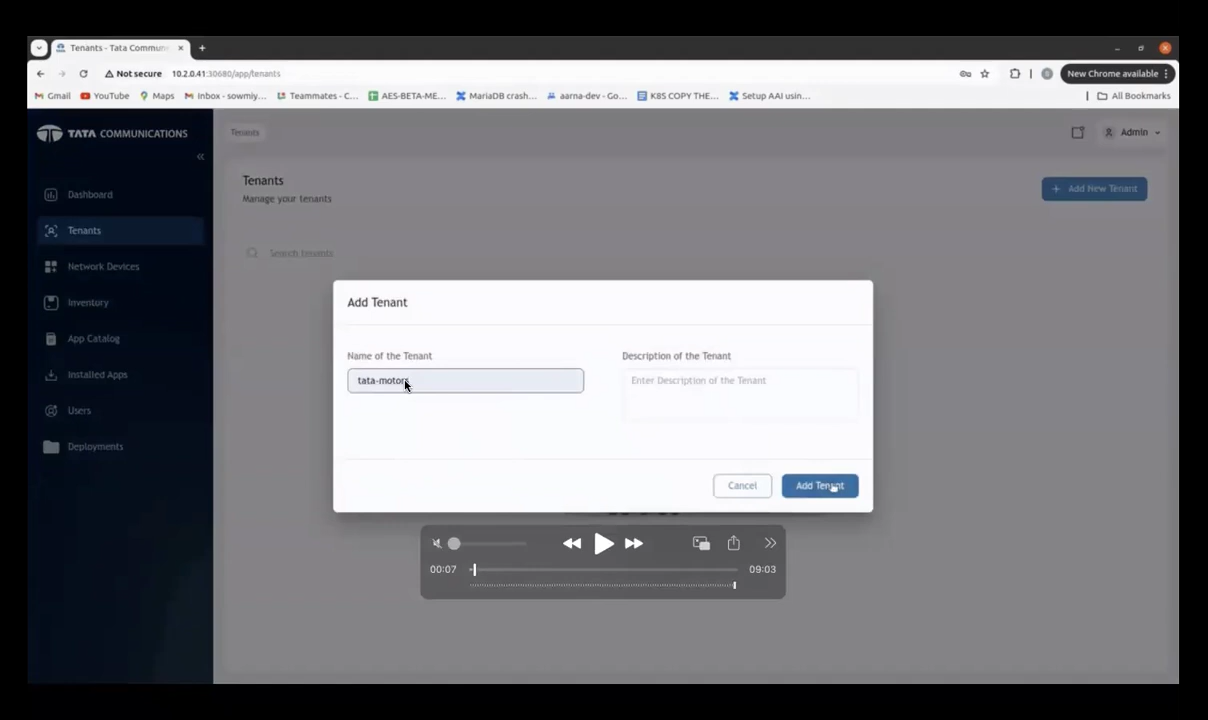 Tenants - Tata Commun
Not secure 10.2.0.41:30680/app/tenants
New Chrome available
Gmail YouTube Maps Inbox - sowmiy... Teammates - C... AES-BETA-ME... MariaDB crash... aarna-dev - Go... K8S COPY THE... Setup AAI usin... All Bookmarks
TATA COMMUNICATIONS
Tenants
Admin
Dashboard
Tenants
Network Devices
Inventory
App Catalog
Installed Apps
Users
Deployments
Tenants
Manage your tenants
+ Add New Tenant
Search tenants
Add Tenant
Name of the Tenant
tata-motors
Description of the Tenant
Enter Description of the Tenant
Cancel
Add Tenant
00:07
09:03